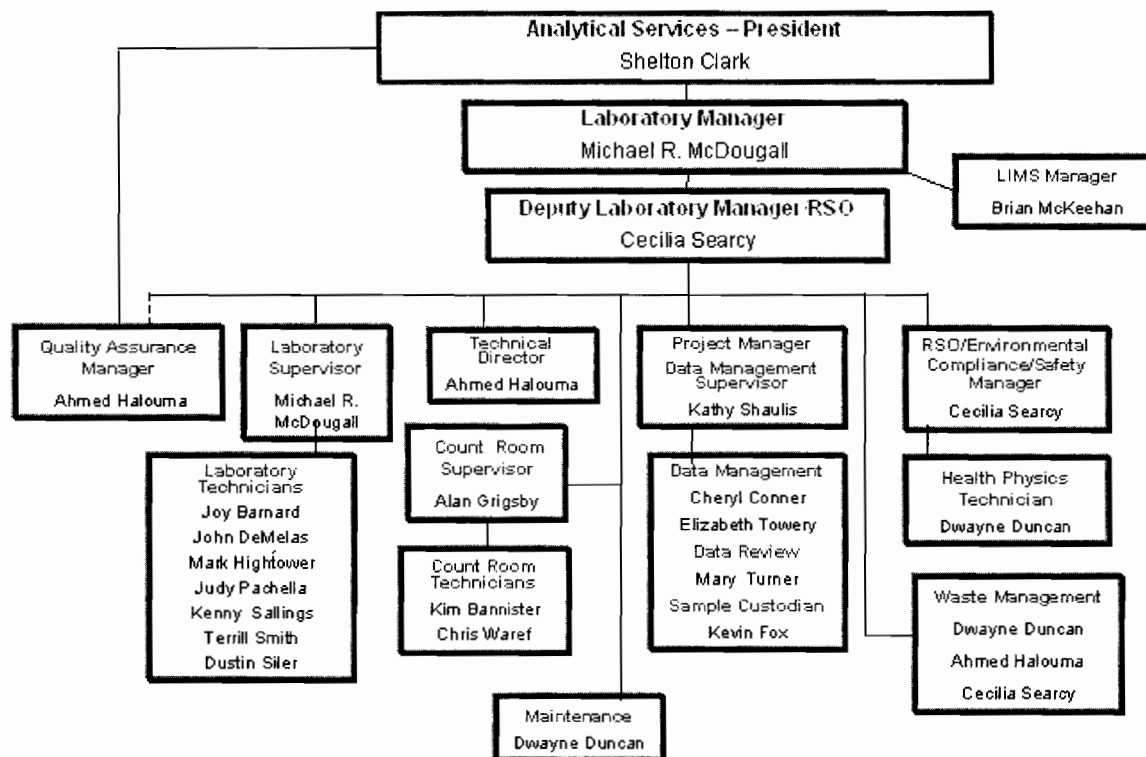 Analytical Services – President
Shelton Clark
Laboratory Manager
Michael R. McDougall
LIMS Manager
Brian McKeehan
Deputy Laboratory Manager-RSO
Cecilia Searcy
Quality Assurance
Manager
Ahmed Halouma
Laboratory
Supervisor
Michael R.
McDougall
Technical
Director
Ahmed Halouma
Project Manager
Data Management
Supervisor
Kathy Shaulis
RSO/Environmental
Compliance/Safety
Manager
Cecilia Searcy
Laboratory
Technicians
Joy Barnard
John DeMelas
Mark Hightower
Judy Pachella
Kenny Sallings
Terrill Smith
Dustin Siler
Count Room
Supervisor
Alan Grigsby
Count Room
Technicians
Kim Bannister
Chris Waref
Data Management
Cheryl Conner
Elizabeth Towery
Data Review
Mary Turner
Sample Custodian
Kevin Fox
Health Physics
Technician
Dwayne Duncan
Waste Management
Dwayne Duncan
Ahmed Halouma
Cecilia Searcy
Maintenance
Dwayne Duncan